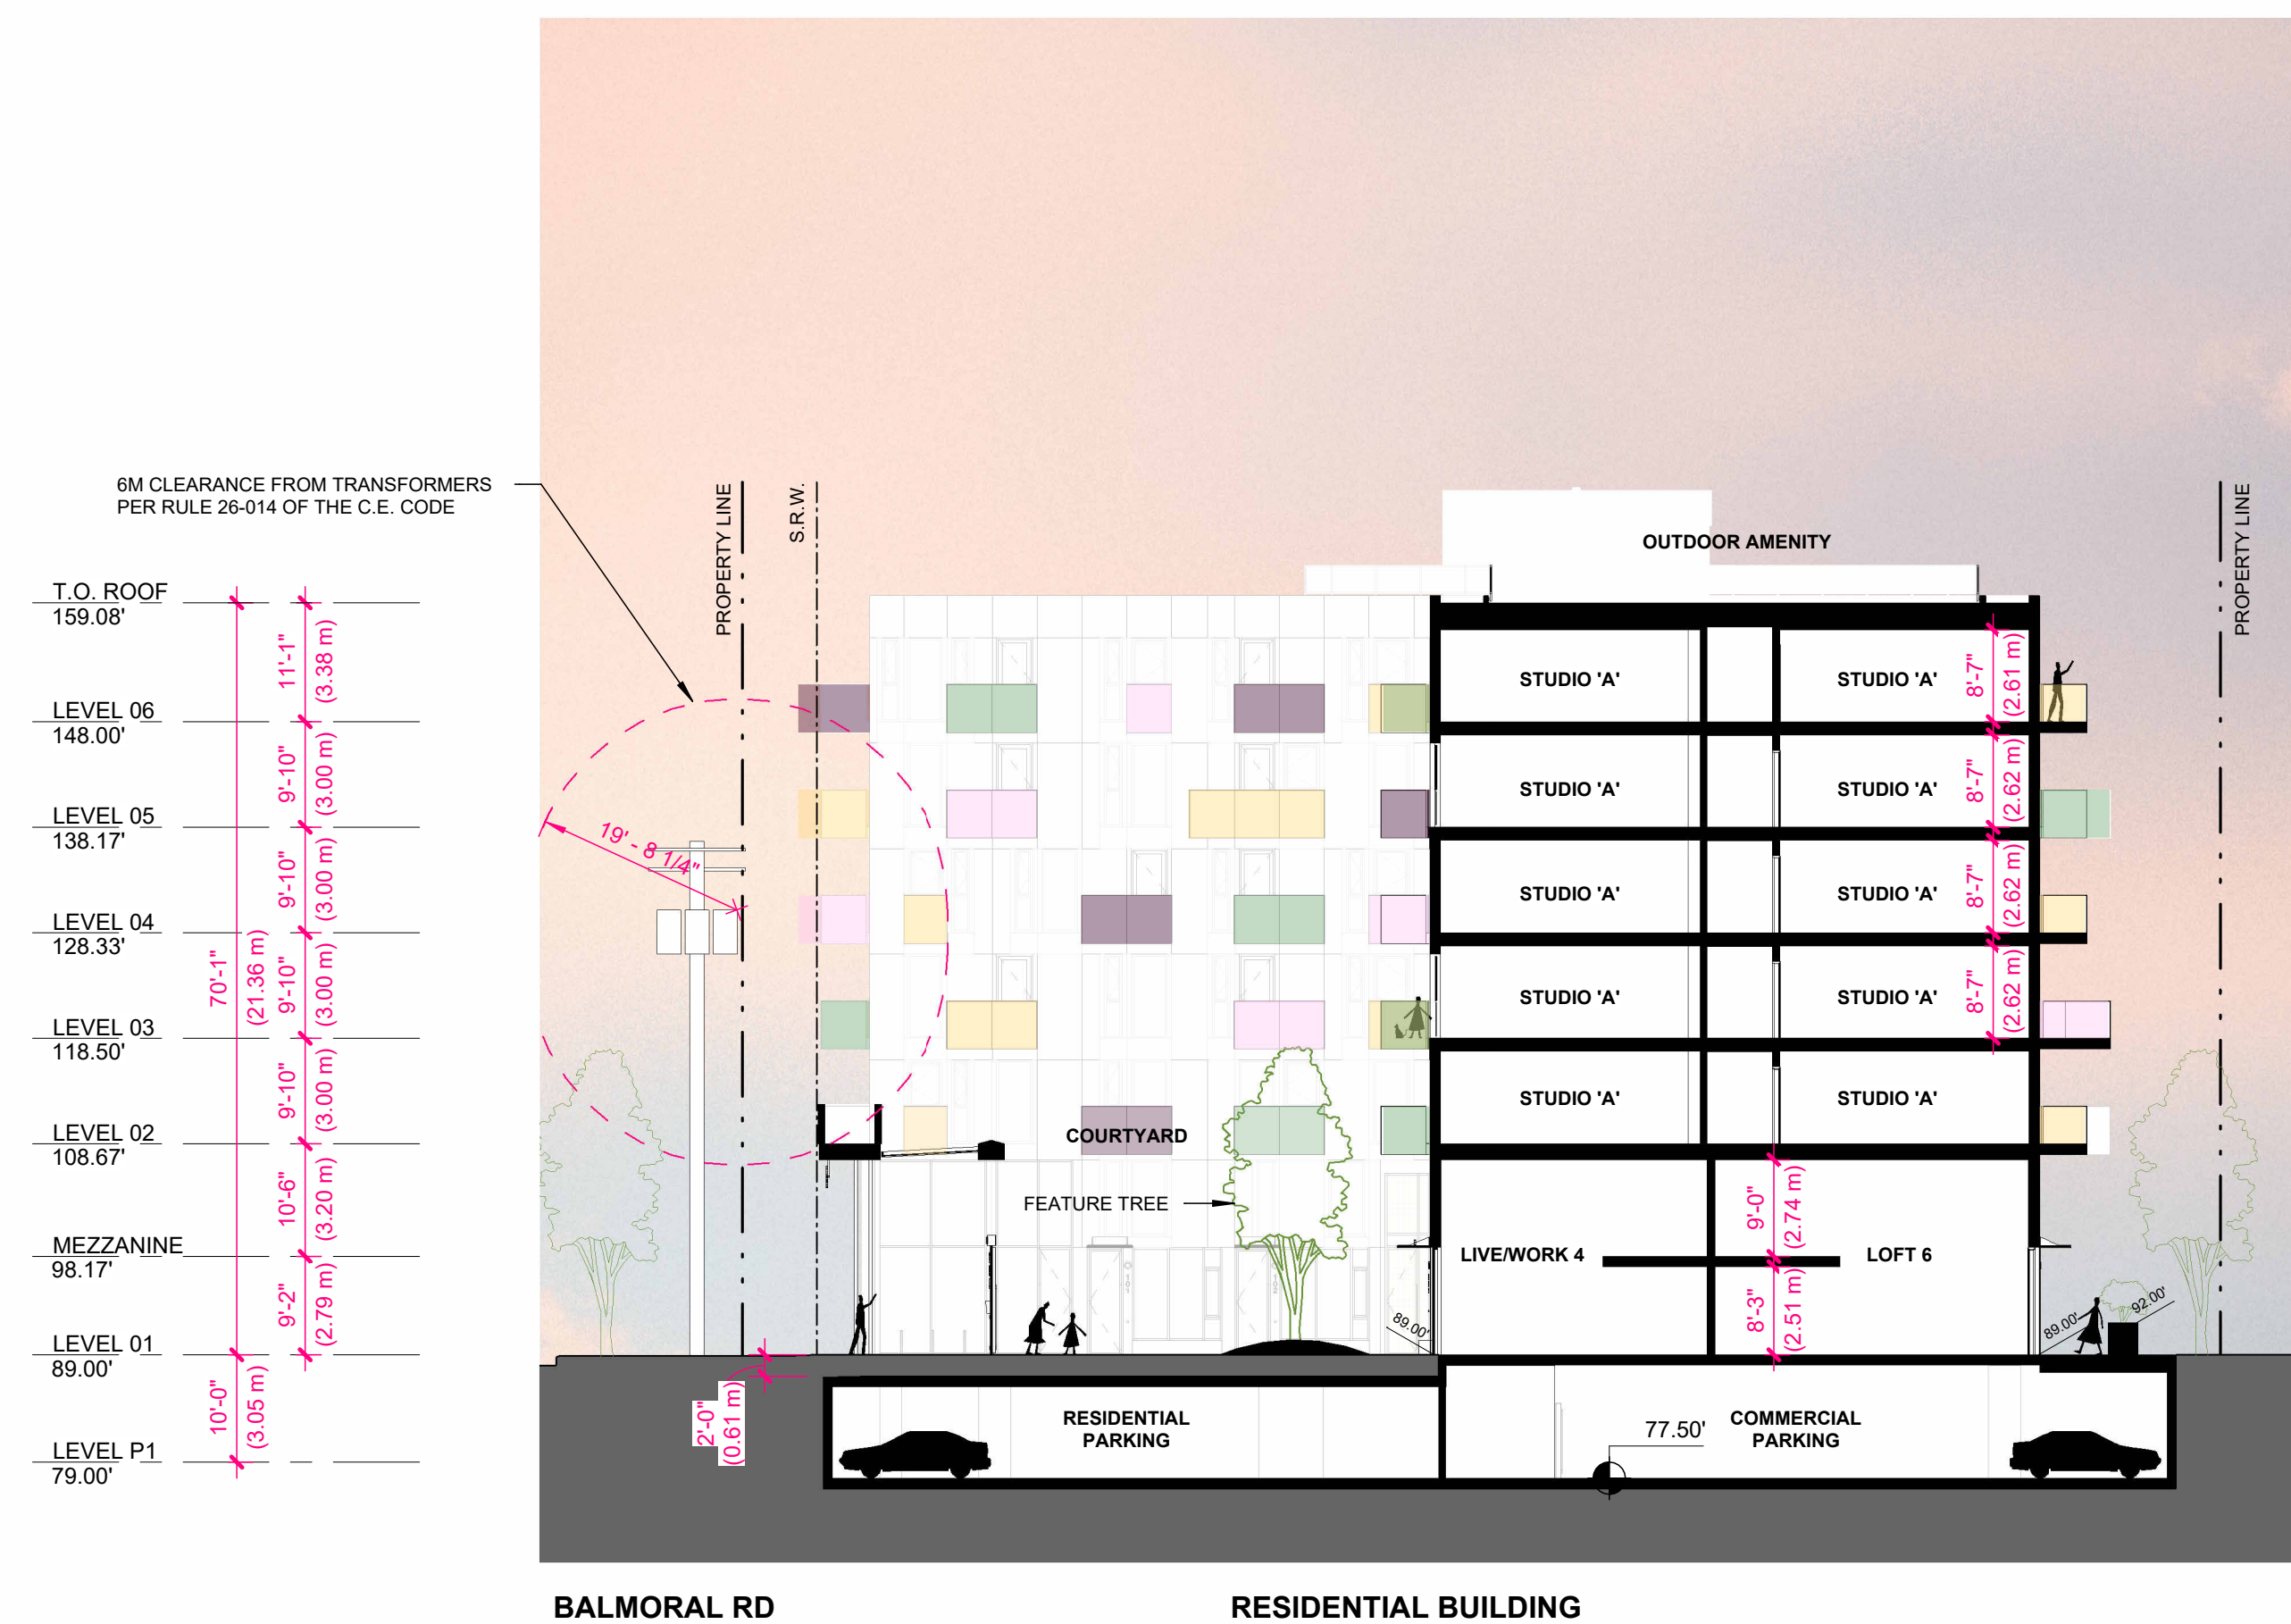 6M CLEARANCE FROM TRANSFORMERS
PER RULE 26-014 OF THE C.E. CODE
PROPERTY LINE
S.R.W.
PROPERTY LINE
OUTDOOR AMENITY
T.O. ROOF
159.08'
LEVEL 06
148.00'
LEVEL 05
138.17'
LEVEL 04
128.33'
LEVEL 03
118.50'
LEVEL 02
108.67'
MEZZANINE
98.17'
LEVEL 01
89.00'
LEVEL P1
79.00'
70'-1"
(21.36 m)
10'-0"
(3.05 m)
11'-1"
(3.38 m)
9'-10"
(3.00 m)
9'-10"
(3.00 m)
9'-10"
(3.00 m)
9'-10"
(3.00 m)
10'-6"
(3.20 m)
9'-2"
(2.79 m)
19' - 8 1/4"
2'-0"
(0.61 m)
STUDIO 'A'
STUDIO 'A'
8'-7"
(2.61 m)
STUDIO 'A'
STUDIO 'A'
8'-7"
(2.62 m)
STUDIO 'A'
STUDIO 'A'
8'-7"
(2.62 m)
STUDIO 'A'
STUDIO 'A'
8'-7"
(2.62 m)
STUDIO 'A'
STUDIO 'A'
COURTYARD
FEATURE TREE
9'-0"
(2.74 m)
LIVE/WORK 4
LOFT 6
8'-3"
(2.51 m)
89.00'
89.00'
92.00'
RESIDENTIAL
PARKING
77.50'
COMMERCIAL
PARKING
BALMORAL RD
RESIDENTIAL BUILDING